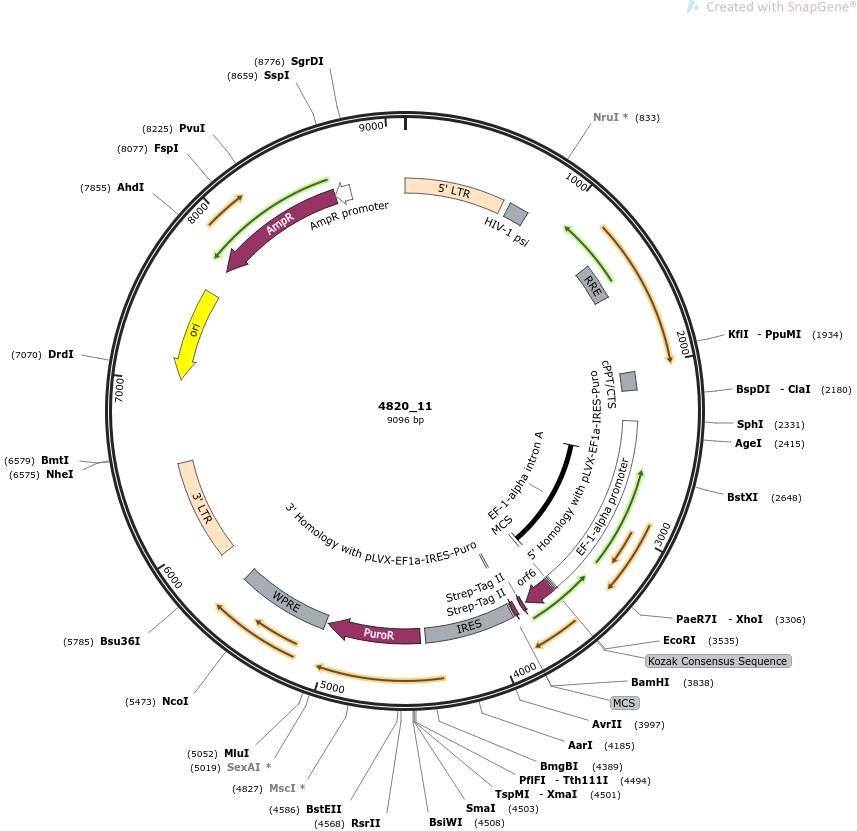 Created with SnapGene®
(8776) SgrDI
(8659) SspI
(8225) PvuI
(8077) FspI
(7855) AhdI
(7070) DrdI
(6579) BmtI
(6575) NheI
(5785) Bsu36I
(5473) NcoI
(5052) MluI
(5019) SexAI *
(4827) MscI *
(4586) BstEII
(4568) RsrII
NruI * (833)
KflI - PpuMI (1934)
BspDI - ClaI (2180)
SphI (2331)
AgeI (2415)
BstXI (2648)
PaeR7I - XhoI (3306)
EcoRI (3535)
Kozak Consensus Sequence
BamHI (3838)
MCS
AvrII (3997)
AarI (4185)
BmgBI (4389)
PflFI - Tth111I (4494)
TspMI - XmaI (4501)
SmaI (4503)
BsiWI (4508)
1000
2000
3000
4000
5000
6000
7000
8000
9000
5' LTR
HIV-1 psi
RRE
cPPT/CTS
EF-1-alpha promoter
5' Homology with pLVX-EF1a-IRES-Puro
EF-1-alpha intron A
MCS
orf6
Strep-Tag II
Strep-Tag II
3' Homology with pLVX-EF1a-IRES-Puro
IRES
PuroR
WPRE
3' LTR
ori
AmpR
AmpR promoter
4820_11
9096 bp